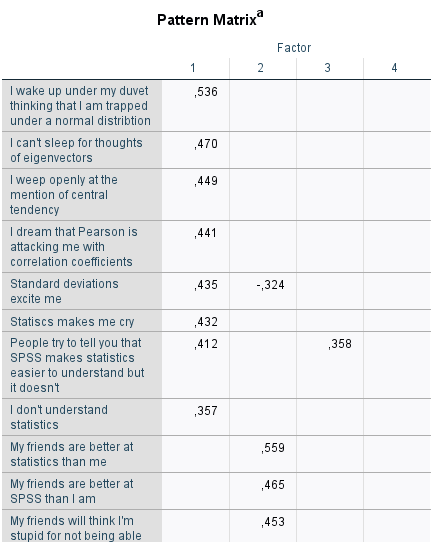 Pattern Matrixa
Factor
1 2 3 4
I wake up under my duvet ,536
thinking that I am trapped
under a normal distribtion
I can't sleep for thoughts ,470
of eigenvectors
I weep openly at the ,449
mention of central
tendency
I dream that Pearson is ,441
attacking me with
correlation coefficients
Standard deviations ,435 -,324
excite me
Statiscs makes me cry ,432
People try to tell you that ,412 ,358
SPSS makes statistics
easier to understand but
it doesn't
I don't understand ,357
statistics
My friends are better at ,559
statistics than me
My friends are better at ,465
SPSS than I am
My friends will think I'm ,453
stupid for not being able